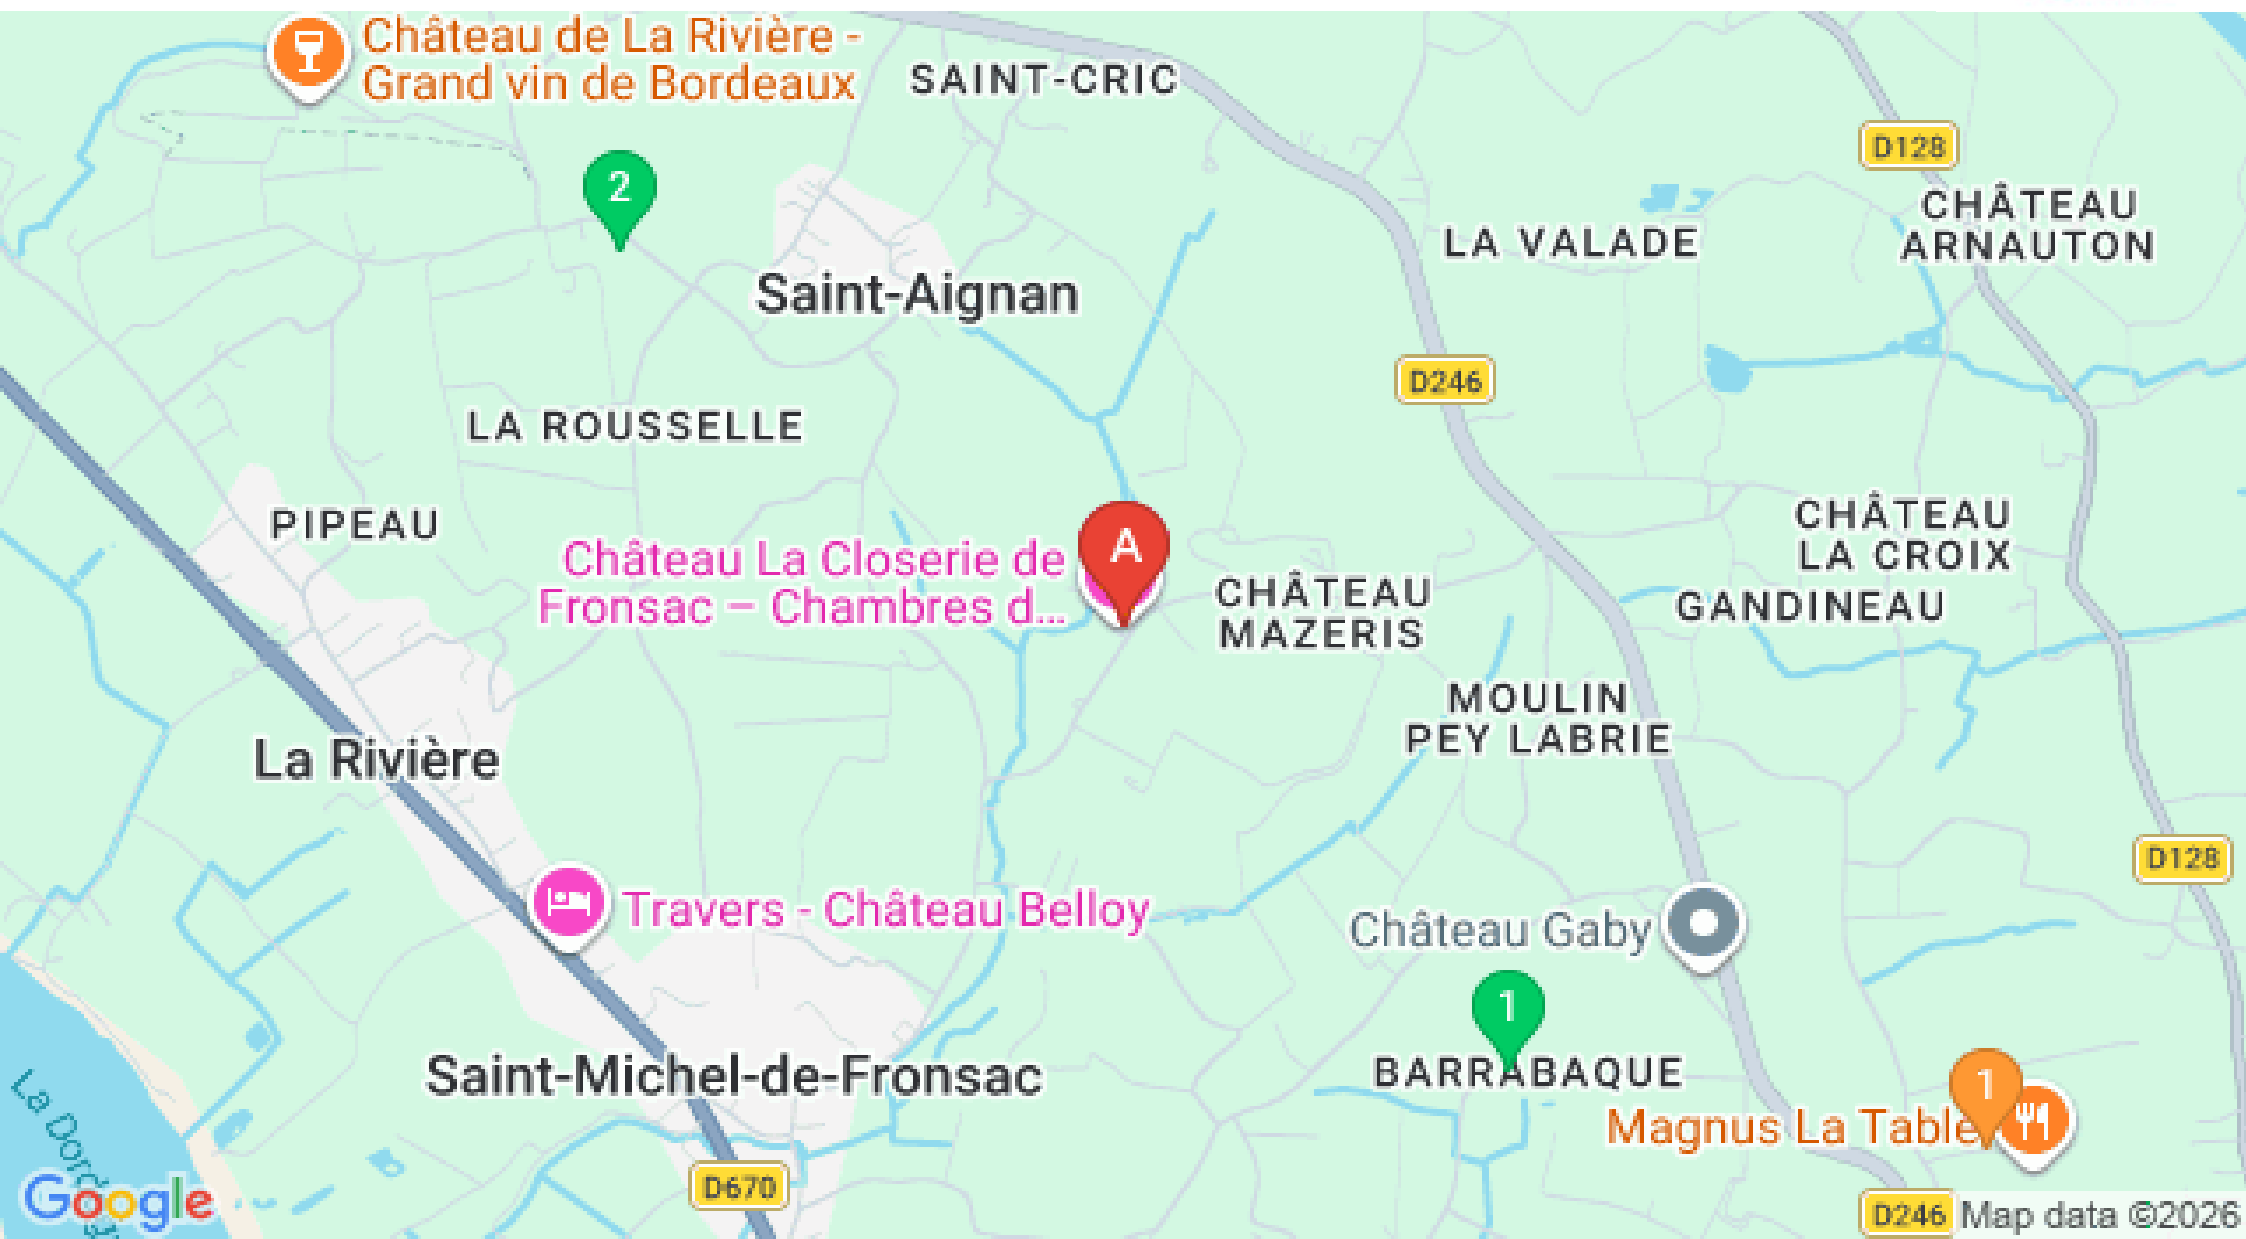 Château de La Rivière -
Grand vin de Bordeaux
SAINT-CRIC
D128
2
CHÂTEAU
ARNAUTON
LA VALADE
Saint-Aignan
D246
LA ROUSSELLE
PIPEAU
CHÂTEAU
LA CROIX
GANDINEAU
A
Château La Closerie de
Fronsac – Chambres d...
CHÂTEAU
MAZERIS
MOULIN
PEY LABRIE
La Rivière
D128
Travers - Château Belloy
Château Gaby
1
Saint-Michel-de-Fronsac
BARRABAQUE
1
Magnus La Table
La
D670
Google
D246
Map data ©2026